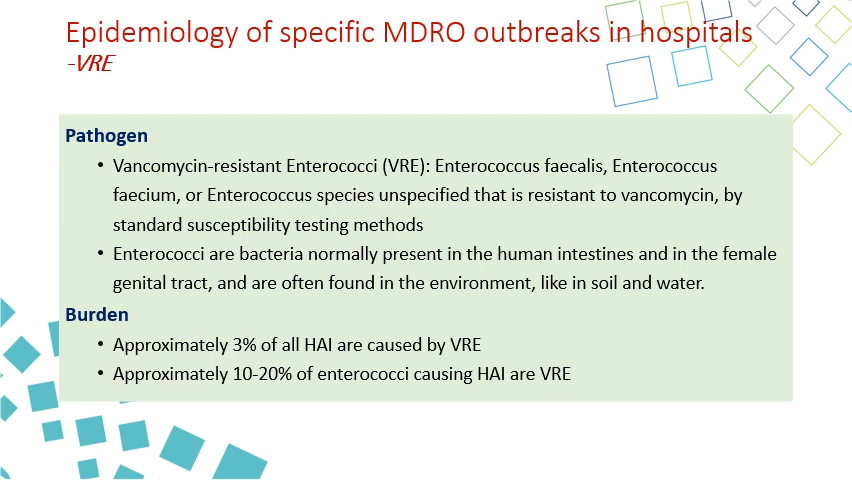 Epidemiology of specific MDRO outbreaks in hospitals
-VRE
Pathogen
• Vancomycin-resistant Enterococci (VRE): Enterococcus faecalis, Enterococcus
faecium, or Enterococcus species unspecified that is resistant to vancomycin, by
standard susceptibility testing methods
• Enterococci are bacteria normally present in the human intestines and in the female
genital tract, and are often found in the environment, like in soil and water.
Burden
• Approximately 3% of all HAI are caused by VRE
• Approximately 10-20% of enterococci causing HAI are VRE